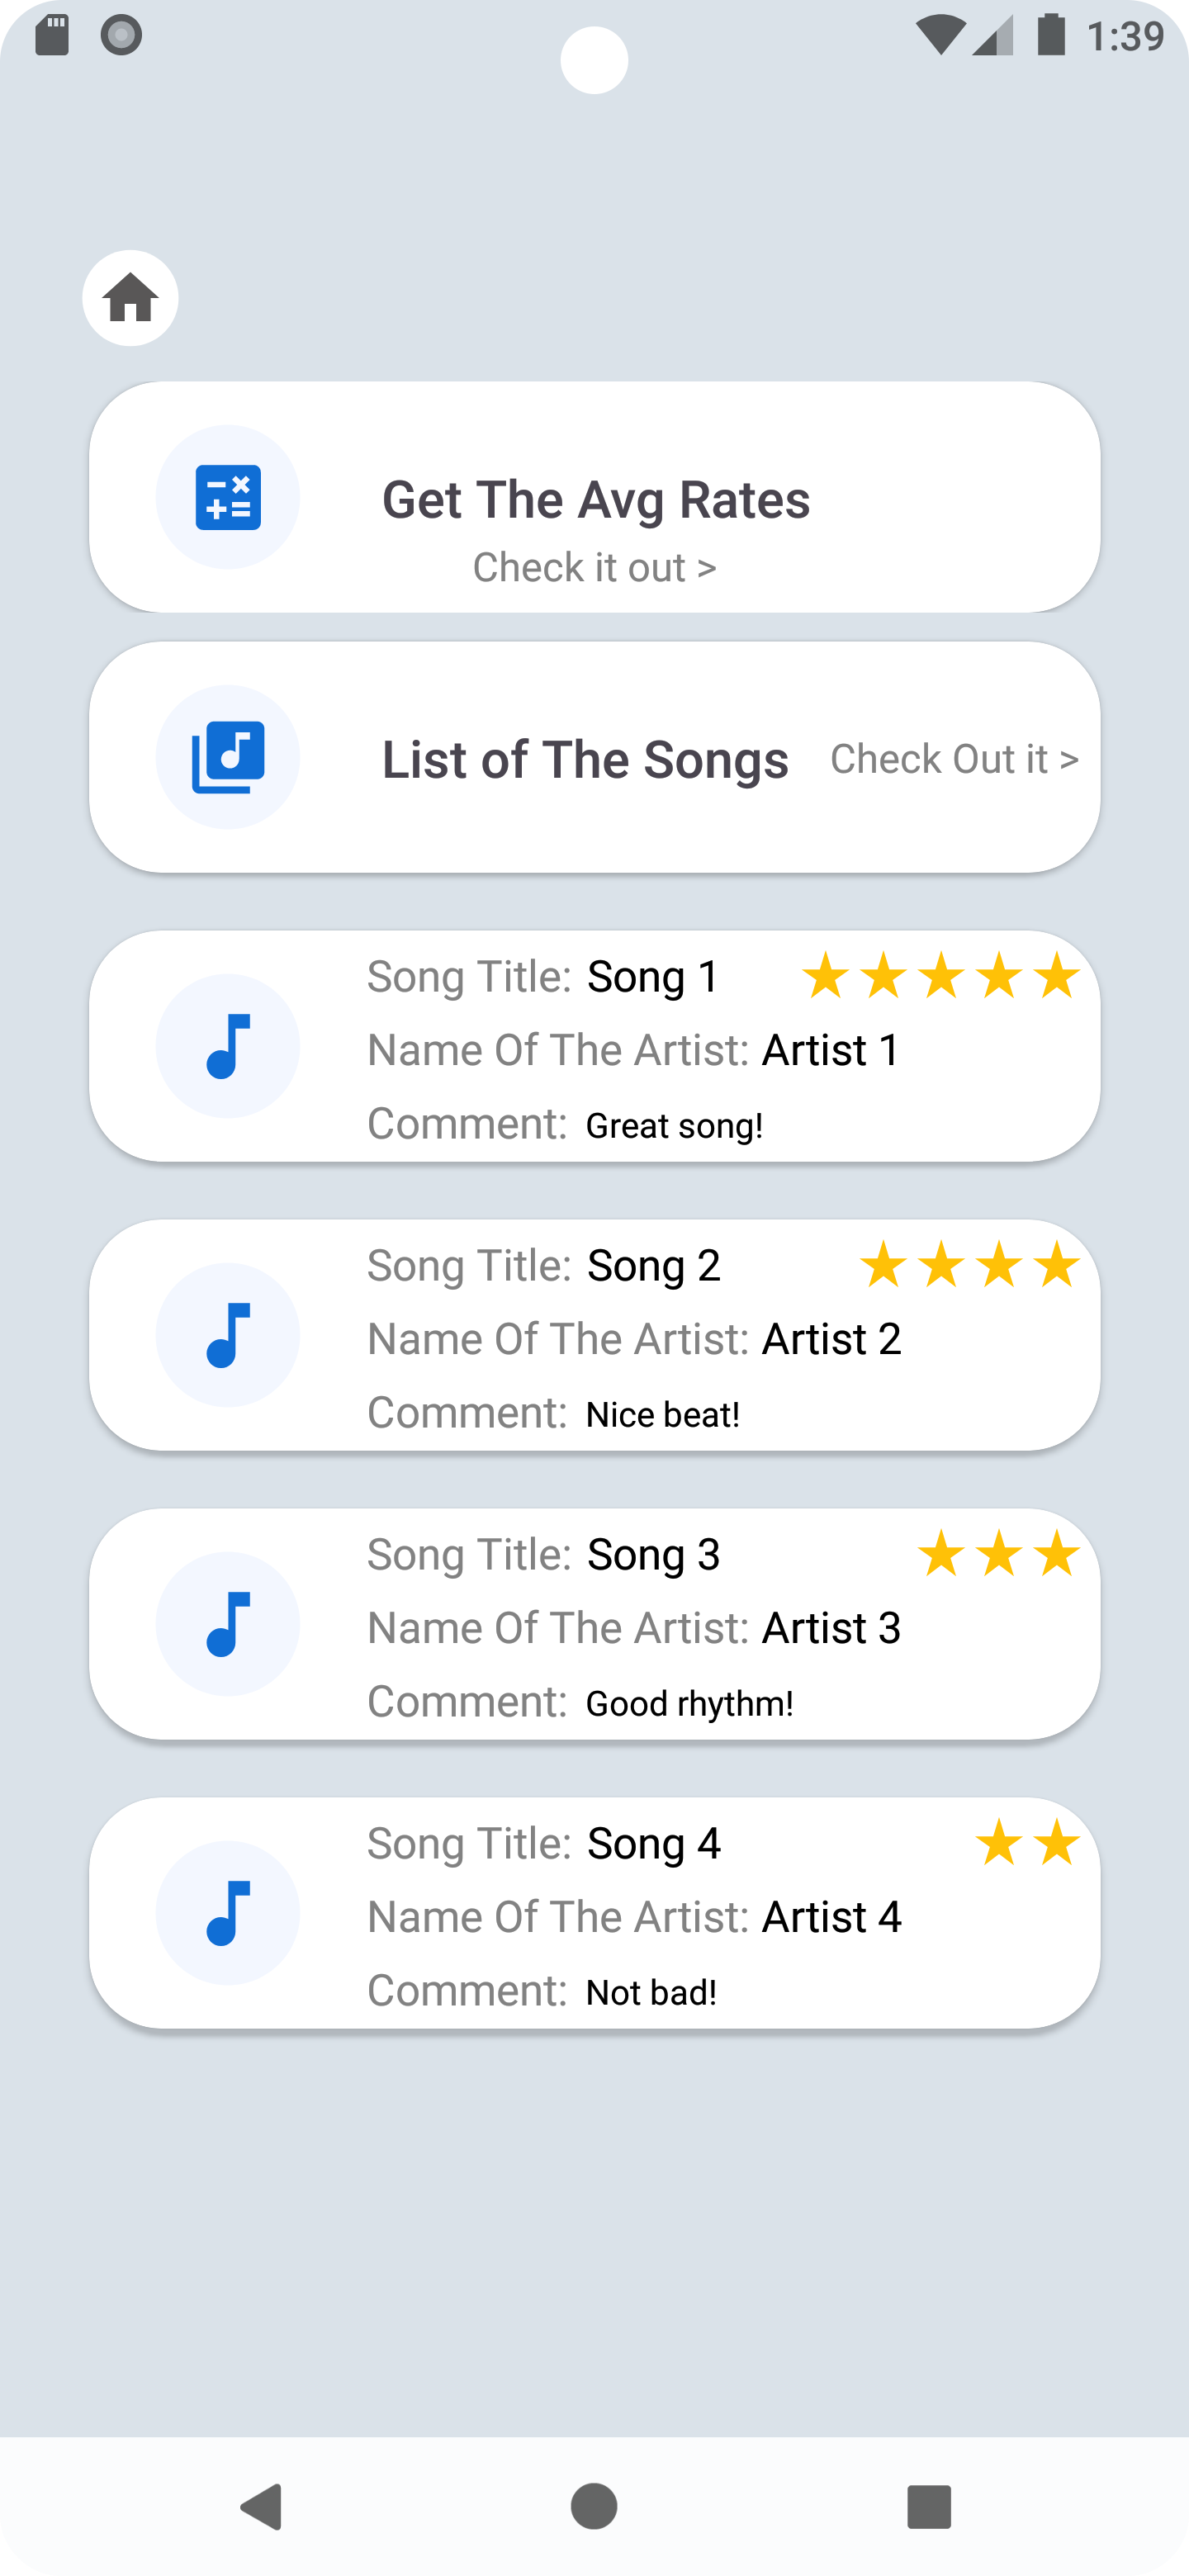 1:39
Get The Avg Rates
Check it out >
List of The Songs Check Out it >
Song Title: Song 1
Name Of The Artist: Artist 1
Comment: Great song!
Song Title: Song 2
Name Of The Artist: Artist 2
Comment: Nice beat!
Song Title: Song 3
Name Of The Artist: Artist 3
Comment: Good rhythm!
Song Title: Song 4
Name Of The Artist: Artist 4
Comment: Not bad!